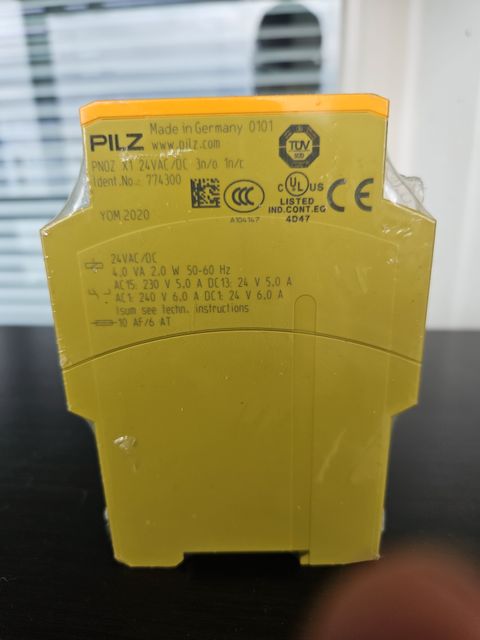 PILZ Made in Germany 0101
www.pilz.com
PNOZ X1 24VAC/DC 3n/o 1n/c
Ident.No.: 774300
TÜV
SÜD
CCC
A104147
C UL US
LISTED
IND.CONT.EG
4D47
CE
YOM 2020
24VAC/DC
4,0 VA 2.0 W 50-60 Hz
AC15: 230 V 5.0 A DC13: 24 V 5.0 A
AC1: 240 V 6.0 A DC1: 24 V 6.0 A
Isum see techn. instructions
10 AF/6 AT